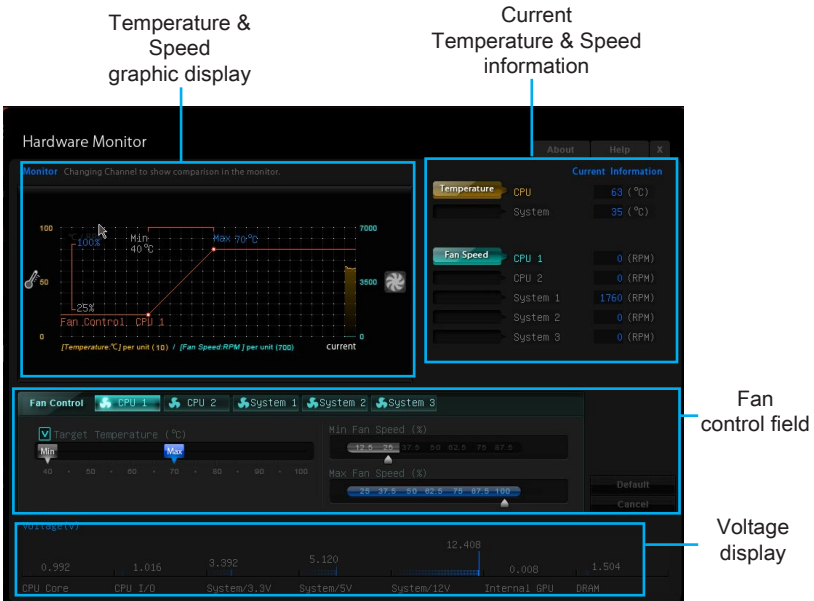 Temperature &
Speed
graphic display
Current
Temperature & Speed
information
Hardware Monitor
About Help X
Monitor Changing Channel to show comparison in the monitor.
Current Information
Temperature CPU 63 (℃)
System 35 (℃)
Fan Speed CPU 1 0 (RPM)
CPU 2 0 (RPM)
System 1 1760 (RPM)
System 2 0 (RPM)
System 3 0 (RPM)
100 100% Min 40℃ Max 70℃ 7000
50 3500
25%
Fan Control: CPU 1
0 0
[Temperature:℃] per unit (10) / [Fan Speed:RPM] per unit (700) current
Fan Control CPU 1 CPU 2 System 1 System 2 System 3
Target Temperature (℃)
Min Max
40 50 60 70 80 90 100
Min Fan Speed (%)
12.5 25 37.5 50 62.5 75 87.5
Max Fan Speed (%)
25 37.5 50 62.5 75 87.5 100
Default
Cancel
Fan
control field
Voltage(V)
0.992 1.016 3.392 5.120 12.408 0.008 1.504
CPU Core CPU I/O System/3.3V System/5V System/12V Internal GPU DRAM
Voltage
display